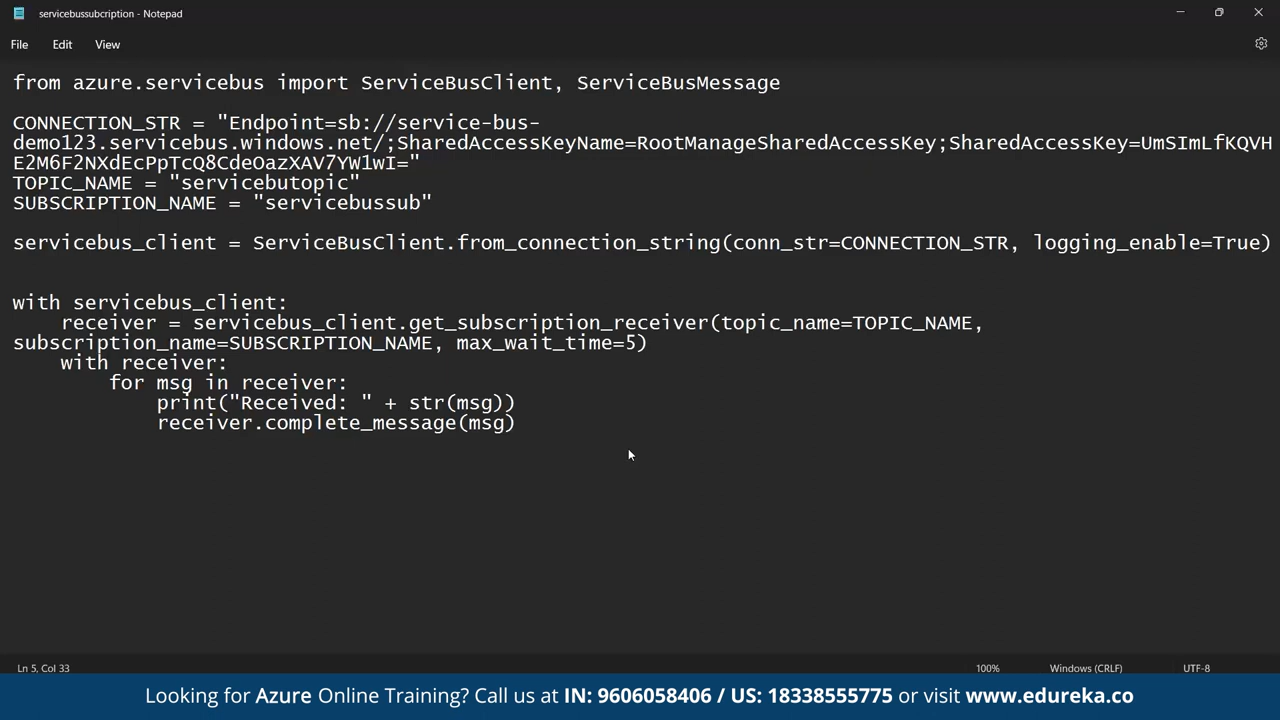 servicebussubcription - Notepad
File Edit View
from azure.servicebus import ServiceBusClient, ServiceBusMessage
CONNECTION_STR = "Endpoint=sb://service-bus-
demo123.servicebus.windows.net/;SharedAccessKeyName=RootManageSharedAccessKey;SharedAccessKey=UmSImLfKQVH
E2M6F2NXdEcPpTcQ8CdeOazXAV7YW1wI="
TOPIC_NAME = "servicebutopic"
SUBSCRIPTION_NAME = "servicebussub"
servicebus_client = ServiceBusClient.from_connection_string(conn_str=CONNECTION_STR, logging_enable=True)
with servicebus_client:
    receiver = servicebus_client.get_subscription_receiver(topic_name=TOPIC_NAME,
subscription_name=SUBSCRIPTION_NAME, max_wait_time=5)
    with receiver:
        for msg in receiver:
            print("Received: " + str(msg))
            receiver.complete_message(msg)
Ln 5, Col 33 100% Windows (CRLF) UTF-8
Looking for Azure Online Training? Call us at IN: 9606058406 / US: 18338555775 or visit www.edureka.co